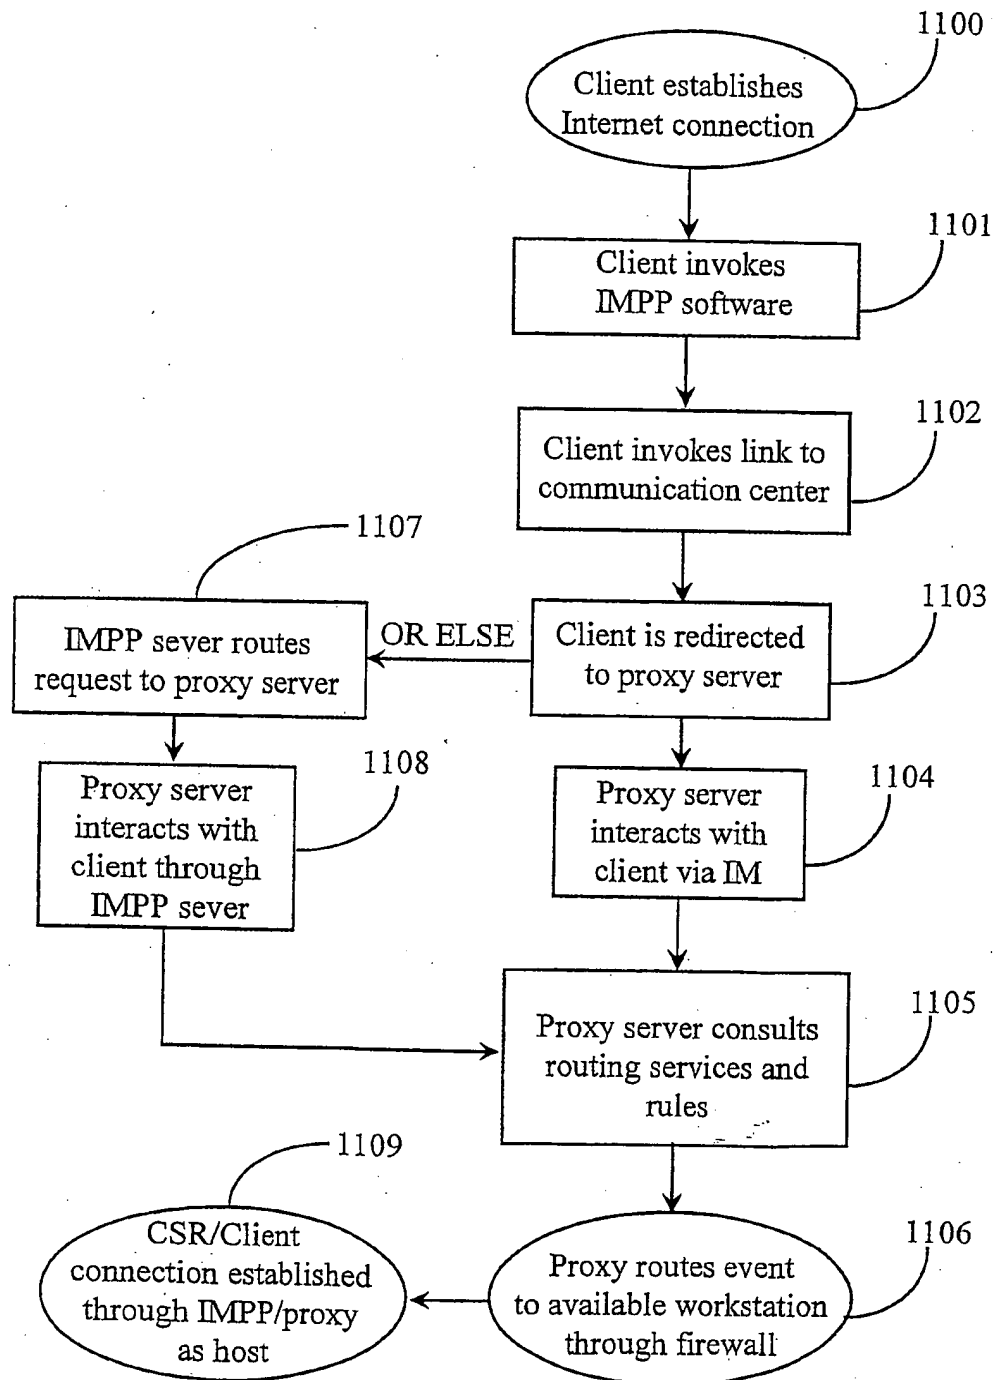 1100
Client establishes
Internet connection
1101
Client invokes
IMPP software
1102
Client invokes link to
communication center
1103
Client is redirected
to proxy server
OR ELSE
1107
IMPP sever routes
request to proxy server
1108
Proxy server
interacts with
client through
IMPP sever
1104
Proxy server
interacts with
client via IM
1105
Proxy server consults
routing services and
rules
1106
Proxy routes event
to available workstation
through firewall
1109
CSR/Client
connection established
through IMPP/proxy
as host